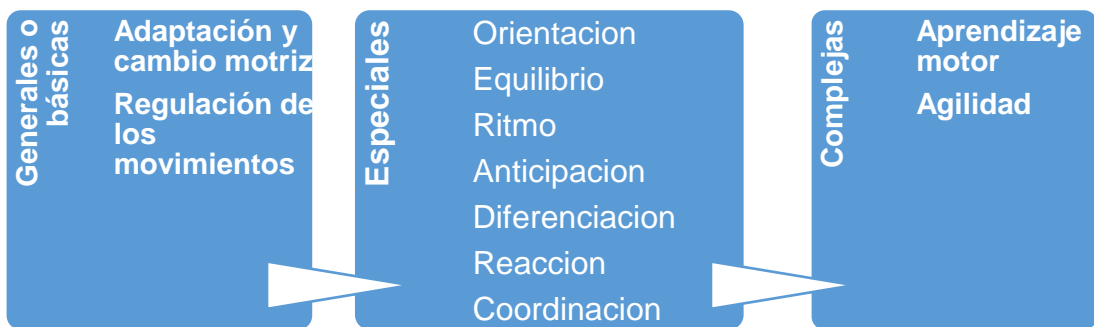 Generales o
básicas
Adaptación y
cambio motriz
Regulación de
los
movimientos
Especiales
Orientacion
Equilibrio
Ritmo
Anticipacion
Diferenciacion
Reaccion
Coordinacion
Complejas
Aprendizaje
motor
Agilidad